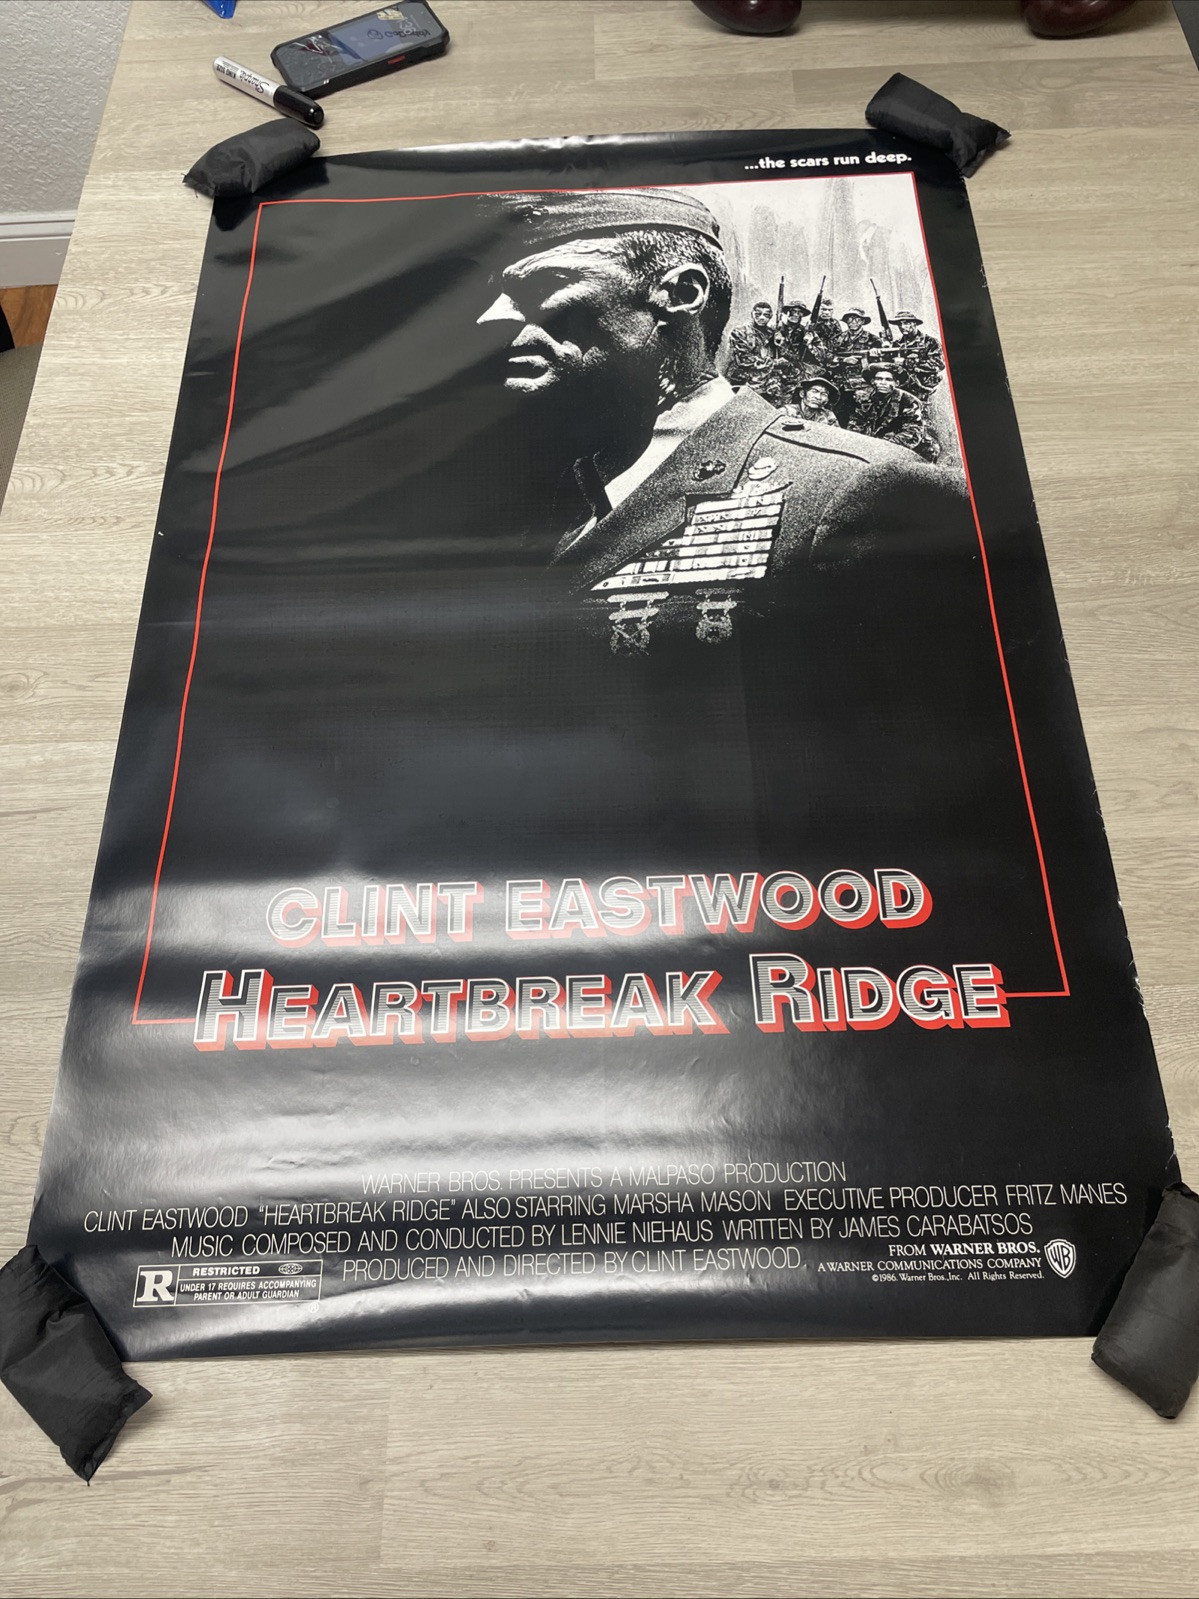 Sharpie
KING SIZE
...the scars run deep.
CLINT EASTWOOD
HEARTBREAK RIDGE
WARNER BROS. PRESENTS A MALPASO PRODUCTION
CLINT EASTWOOD "HEARTBREAK RIDGE" ALSO STARRING MARSHA MASON EXECUTIVE PRODUCER FRITZ MANES
MUSIC COMPOSED AND CONDUCTED BY LENNIE NIEHAUS WRITTEN BY JAMES CARABATSOS
PRODUCED AND DIRECTED BY CLINT EASTWOOD
R RESTRICTED
UNDER 17 REQUIRES ACCOMPANYING
PARENT OR ADULT GUARDIAN
®
FROM WARNER BROS.
A WARNER COMMUNICATIONS COMPANY
©1986 Warner Bros., Inc. All Rights Reserved.
WB